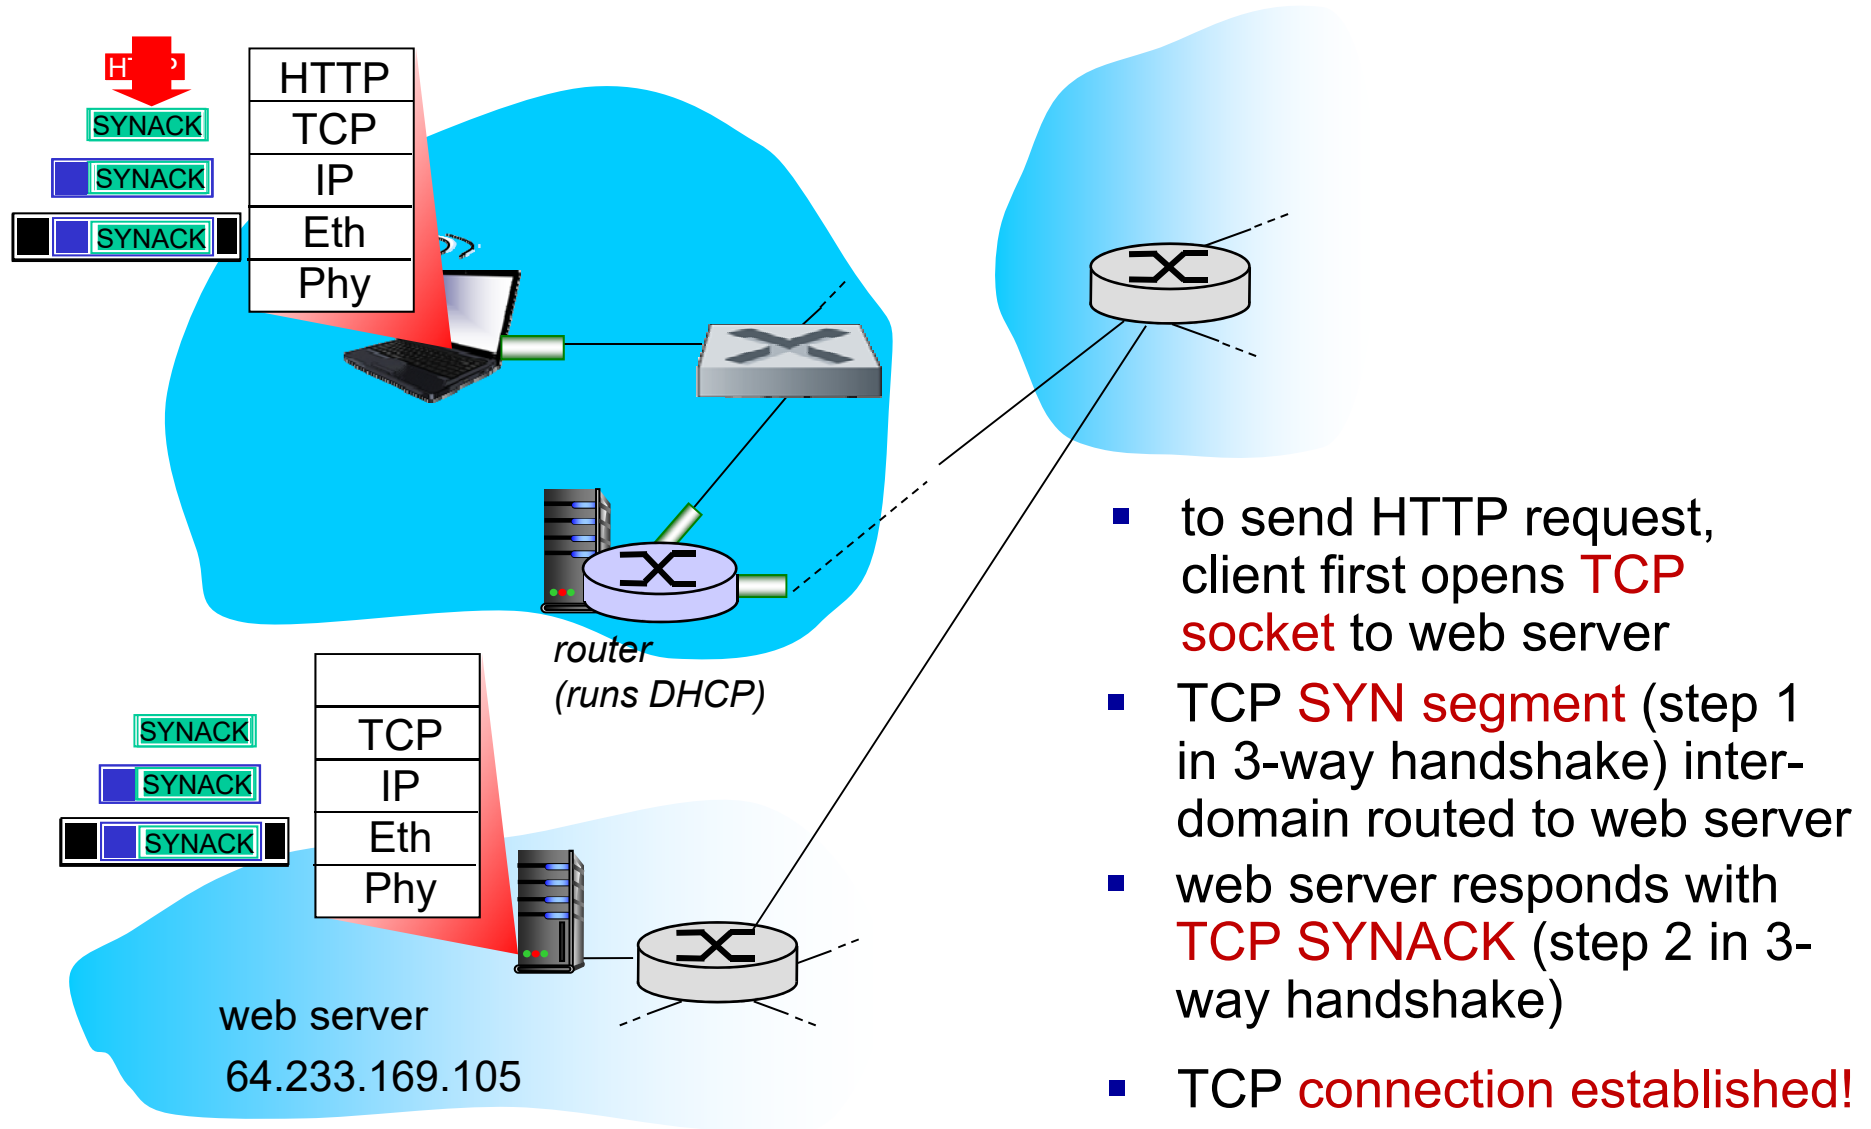 HTTP
SYNACK
SYNACK
SYNACK
HTTP
TCP
IP
Eth
Phy
router
(runs DHCP)
SYNACK
SYNACK
SYNACK
TCP
IP
Eth
Phy
web server
64.233.169.105
to send HTTP request,
client first opens TCP
socket to web server
TCP SYN segment (step 1
in 3-way handshake) inter-
domain routed to web server
web server responds with
TCP SYNACK (step 2 in 3-
way handshake)
TCP connection established!